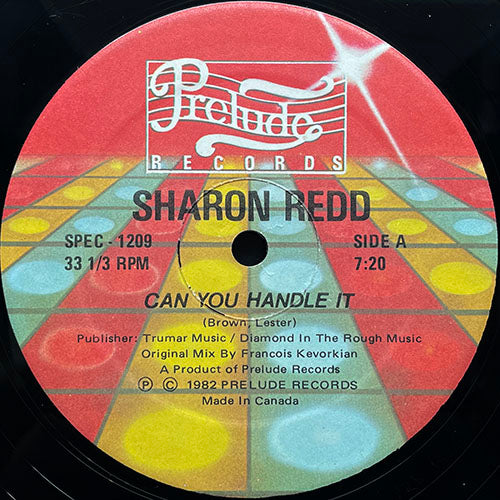 Prelude
RECORDS
SHARON REDD
SPEC - 1209 SIDE A
33 1/3 RPM 7:20
CAN YOU HANDLE IT
(Brown, Lester)
Publisher: Trumar Music / Diamond In The Rough Music
Original Mix By Francois Kevorkian
A Product of Prelude Records
Ⓟ © 1982 PRELUDE RECORDS
Made In Canada